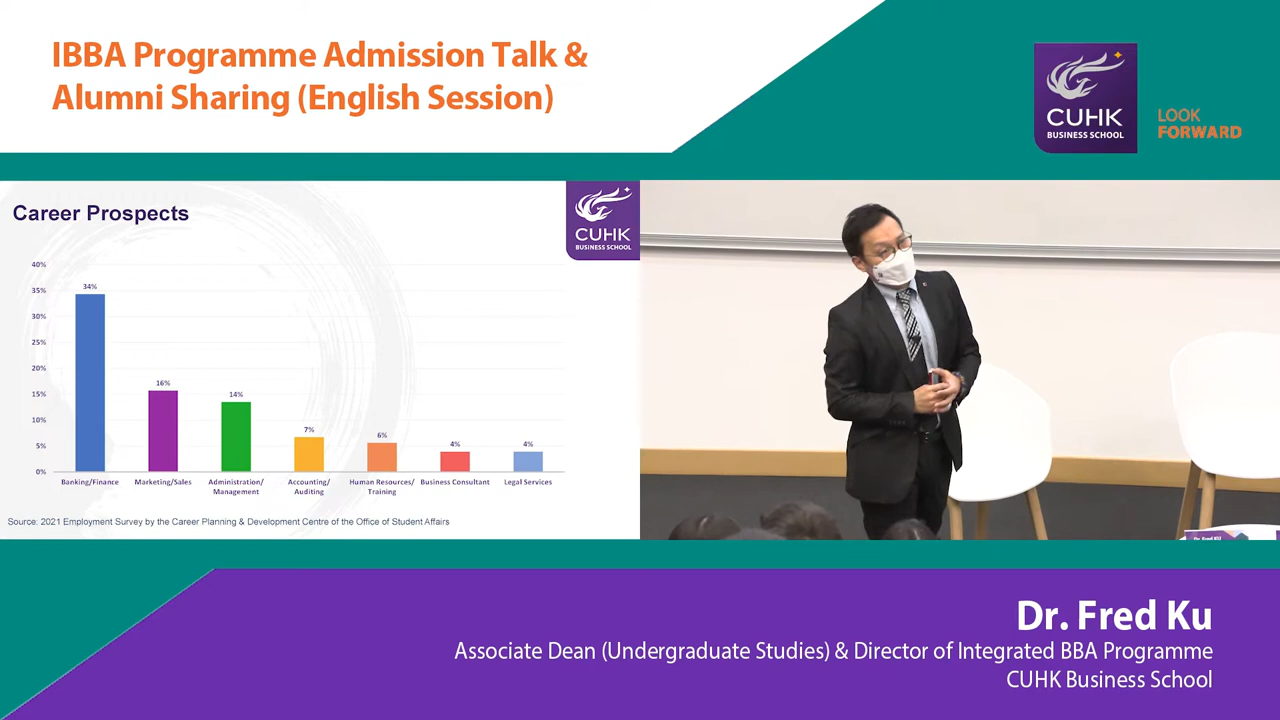 IBBA Programme Admission Talk &
Alumni Sharing (English Session)
CUHK
BUSINESS SCHOOL
LOOK
FORWARD
Career Prospects
CUHK
BUSINESS SCHOOL
40%
35%
30%
25%
20%
15%
10%
5%
0%
34%
16%
14%
7%
6%
4%
4%
Banking/Finance
Marketing/Sales
Administration/
Management
Accounting/
Auditing
Human Resources/
Training
Business Consultant
Legal Services
Source: 2021 Employment Survey by the Career Planning & Development Centre of the Office of Student Affairs
Dr. Fred KU
Dr. Fred Ku
Associate Dean (Undergraduate Studies) & Director of Integrated BBA Programme
CUHK Business School